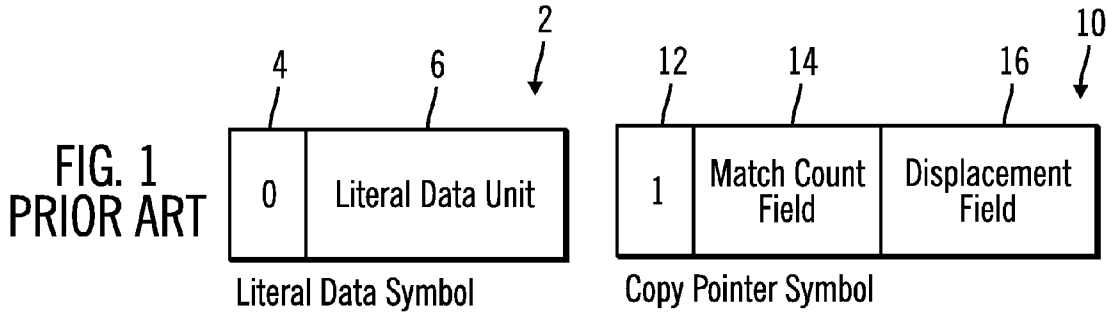 2 10
4 6 12 14 16
FIG. 1
PRIOR ART
0 Literal Data Unit 1 Match Count Field Displacement Field
Literal Data Symbol Copy Pointer Symbol